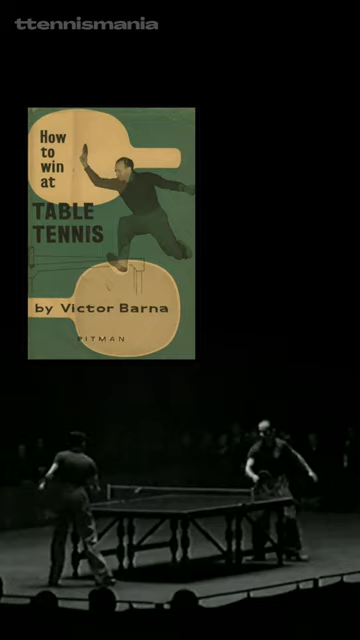 ttennismania
How
to
win
at
TABLE
TENNIS
by Victor Barna
PITMAN